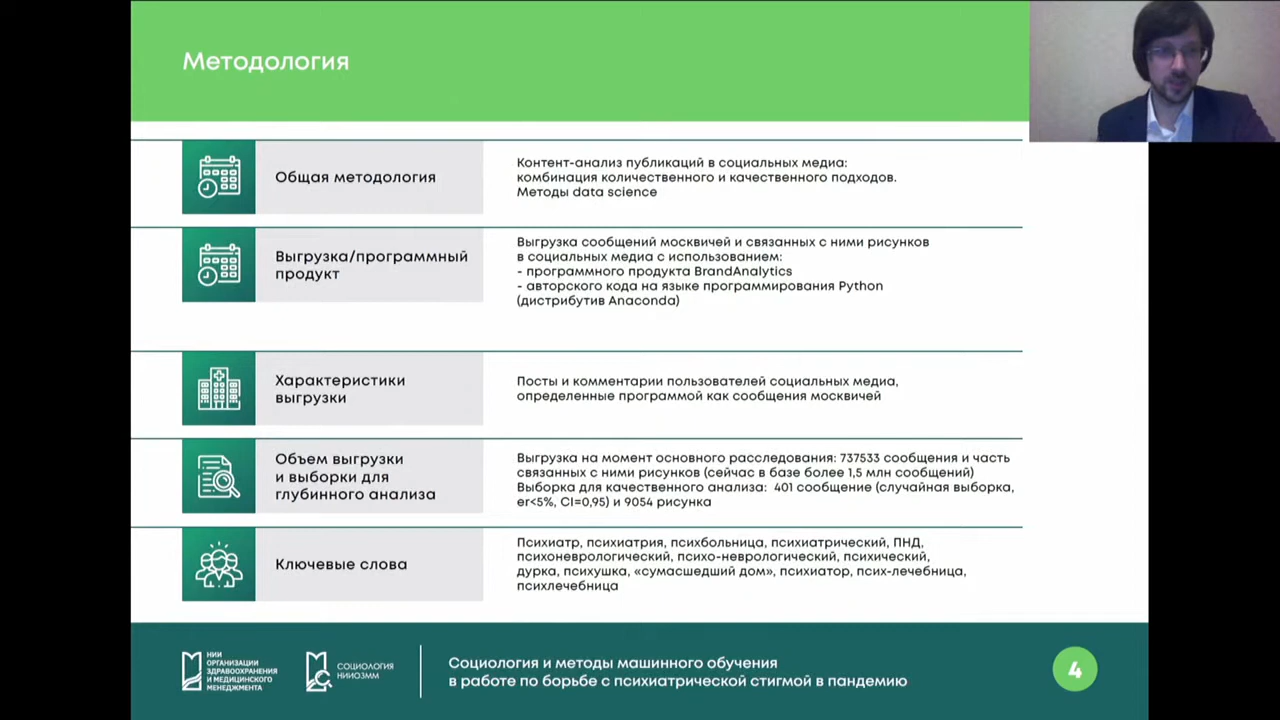 Методология
Общая методология
Контент-анализ публикаций в социальных медиа:
комбинация количественного и качественного подходов.
Методы data science
Выгрузка/программный
продукт
Выгрузка сообщений москвичей и связанных с ними рисунков
в социальных медиа с использованием:
- программного продукта BrandAnalytics
- авторского кода на языке программирования Python
(дистрибутив Anaconda)
Характеристики
выгрузки
Посты и комментарии пользователей социальных медиа,
определенные программой как сообщения москвичей
Объем выгрузки
и выборки для
глубинного анализа
Выгрузка на момент основного расследования: 737533 сообщения и часть
связанных с ними рисунков (сейчас в базе более 1,5 млн сообщений)
Выборка для качественного анализа: 401 сообщение (случайная выборка,
er<5%, CI=0,95) и 9054 рисунка
Ключевые слова
Психиатр, психиатрия, психбольница, психиатрический, ПНД,
психоневрологический, психо-неврологический, психический,
дурка, психушка, «сумасшедший дом», психиатор, псих-лечебница,
психлечебница
НИИ
ОРГАНИЗАЦИИ
ЗДРАВООХРАНЕНИЯ
И МЕДИЦИНСКОГО
МЕНЕДЖМЕНТА
СОЦИОЛОГИЯ
НИИОЗММ
Социология и методы машинного обучения
в работе по борьбе с психиатрической стигмой в пандемию
4